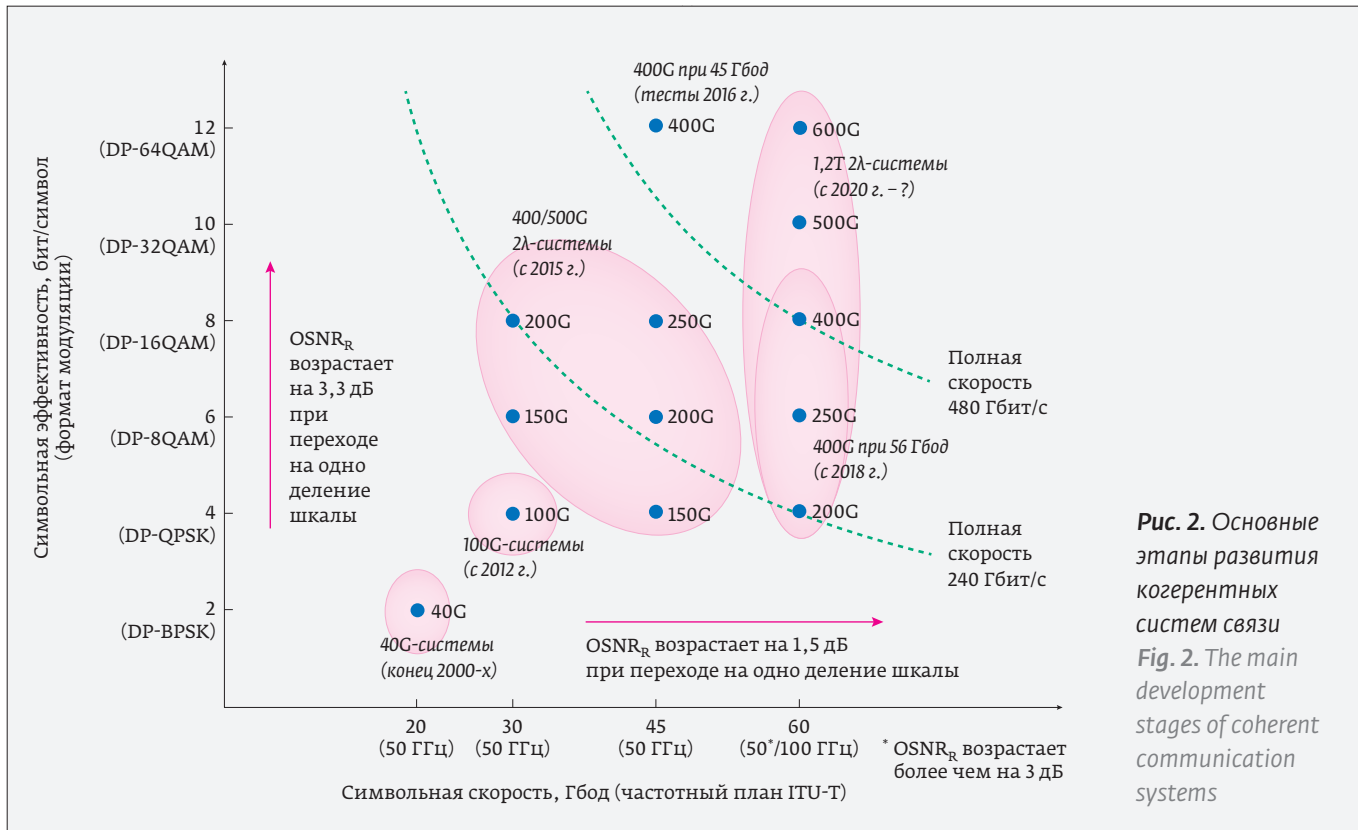 Символьная эффективность, бит/символ
(формат модуляции)
12
(DP-64QAM)
10
(DP-32QAM)
8
(DP-16QAM)
6
(DP-8QAM)
4
(DP-QPSK)
2
(DP-BPSK)
OSNRR
возрастает
на 3,3 дБ
при
переходе
на одно
деление
шкалы
400G при 45 Гбод
(тесты 2016 г.)
400G
600G
1,2T 2λ-системы
(с 2020 г. – ?)
500G
400/500G
2λ-системы
(с 2015 г.)
200G
250G
400G
Полная
скорость
480 Гбит/с
150G
200G
250G
400G при 56 Гбод
(с 2018 г.)
100G
150G
200G
100G-системы
(с 2012 г.)
Полная
скорость
240 Гбит/с
40G
40G-системы
(конец 2000-х)
OSNRR возрастает на 1,5 дБ
при переходе на одно деление шкалы
20
(50 ГГц)
30
(50 ГГц)
45
(50 ГГц)
60
(50*/100 ГГц)
* OSNRR возрастает
более чем на 3 дБ
Символьная скорость, Гбод (частотный план ITU-T)
Рис. 2. Основные
этапы развития
когерентных
систем связи
Fig. 2. The main
development
stages of coherent
communication
systems